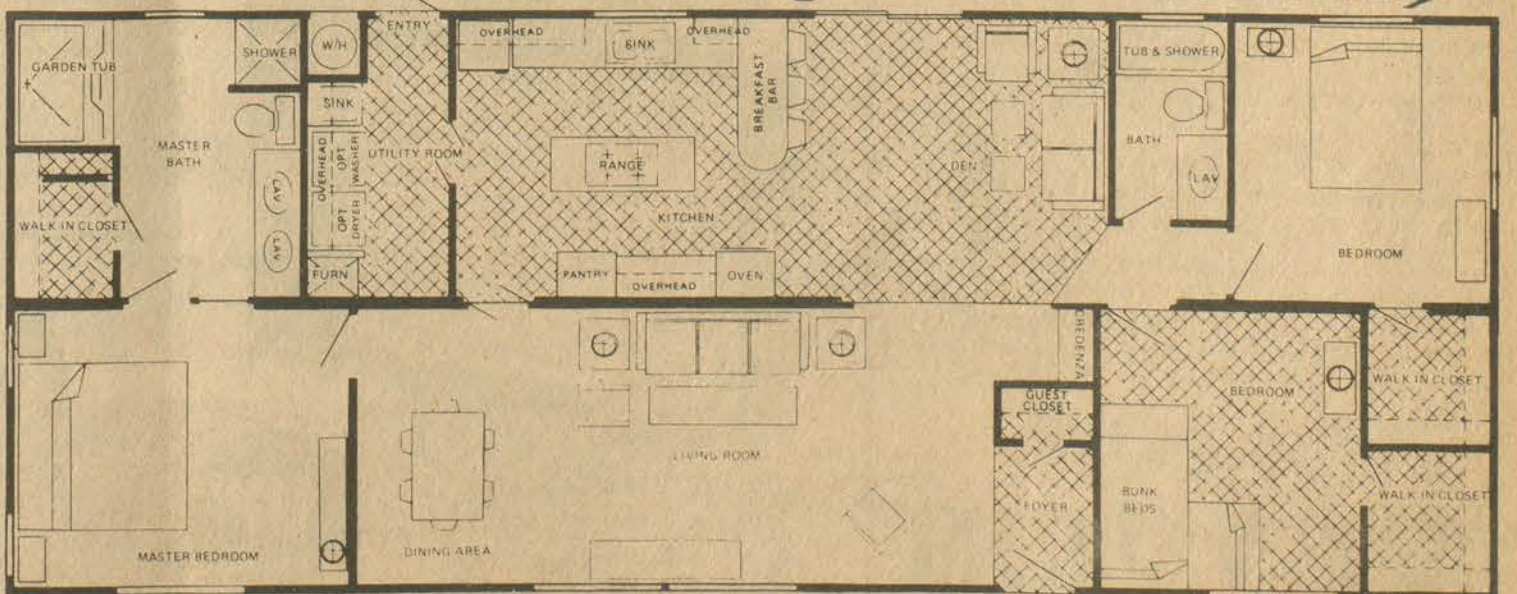 GARDEN TUB
MASTER
BATH
WALK IN CLOSET
SHOWER
LAV
LAV
W/H
ENTRY
SINK
OVERHEAD
OPT
WASHER
OPT
DRYER
FURN
UTILITY ROOM
OVERHEAD
SINK
OVERHEAD
BREAKFAST
BAR
RANGE
KITCHEN
PANTRY
OVERHEAD
OVEN
DEN
TUB & SHOWER
BATH
LAV
BEDROOM
MASTER BEDROOM
DINING AREA
LIVING ROOM
CREDENZA
GUEST
CLOSET
FOYER
BEDROOM
BUNK
BEDS
WALK IN CLOSET
WALK IN CLOSET